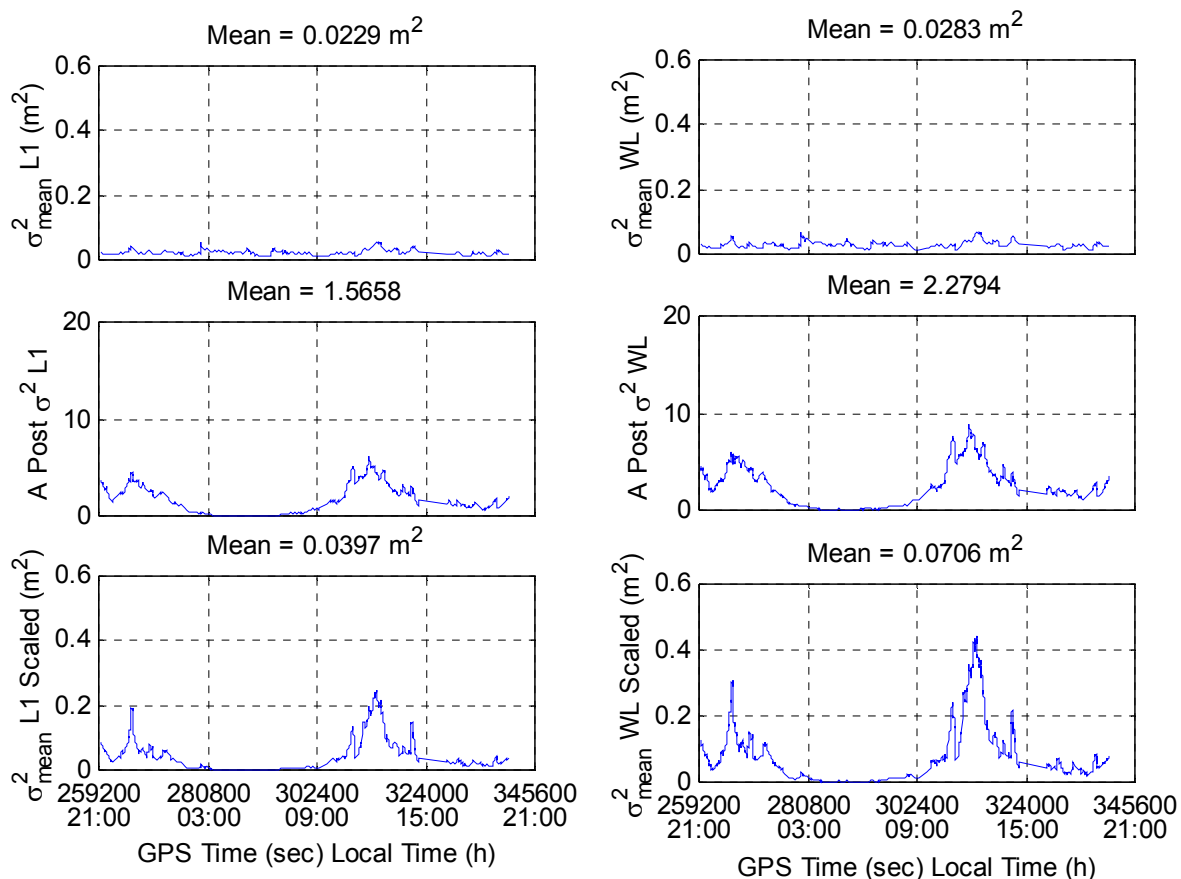 Mean = 0.0229 m²
σ²mean L1 (m²)
0.6
0.4
0.2
0
Mean = 1.5658
A Post σ² L1
20
10
0
Mean = 0.0397 m²
σ²mean L1 Scaled (m²)
0.6
0.4
0.2
0
259200 280800 302400 324000 345600
21:00 03:00 09:00 15:00 21:00
GPS Time (sec) Local Time (h)
Mean = 0.0283 m²
σ²mean WL (m²)
0.6
0.4
0.2
0
Mean = 2.2794
A Post σ² WL
20
10
0
Mean = 0.0706 m²
σ²mean WL Scaled (m²)
0.6
0.4
0.2
0
259200 280800 302400 324000 345600
21:00 03:00 09:00 15:00 21:00
GPS Time (sec) Local Time (h)